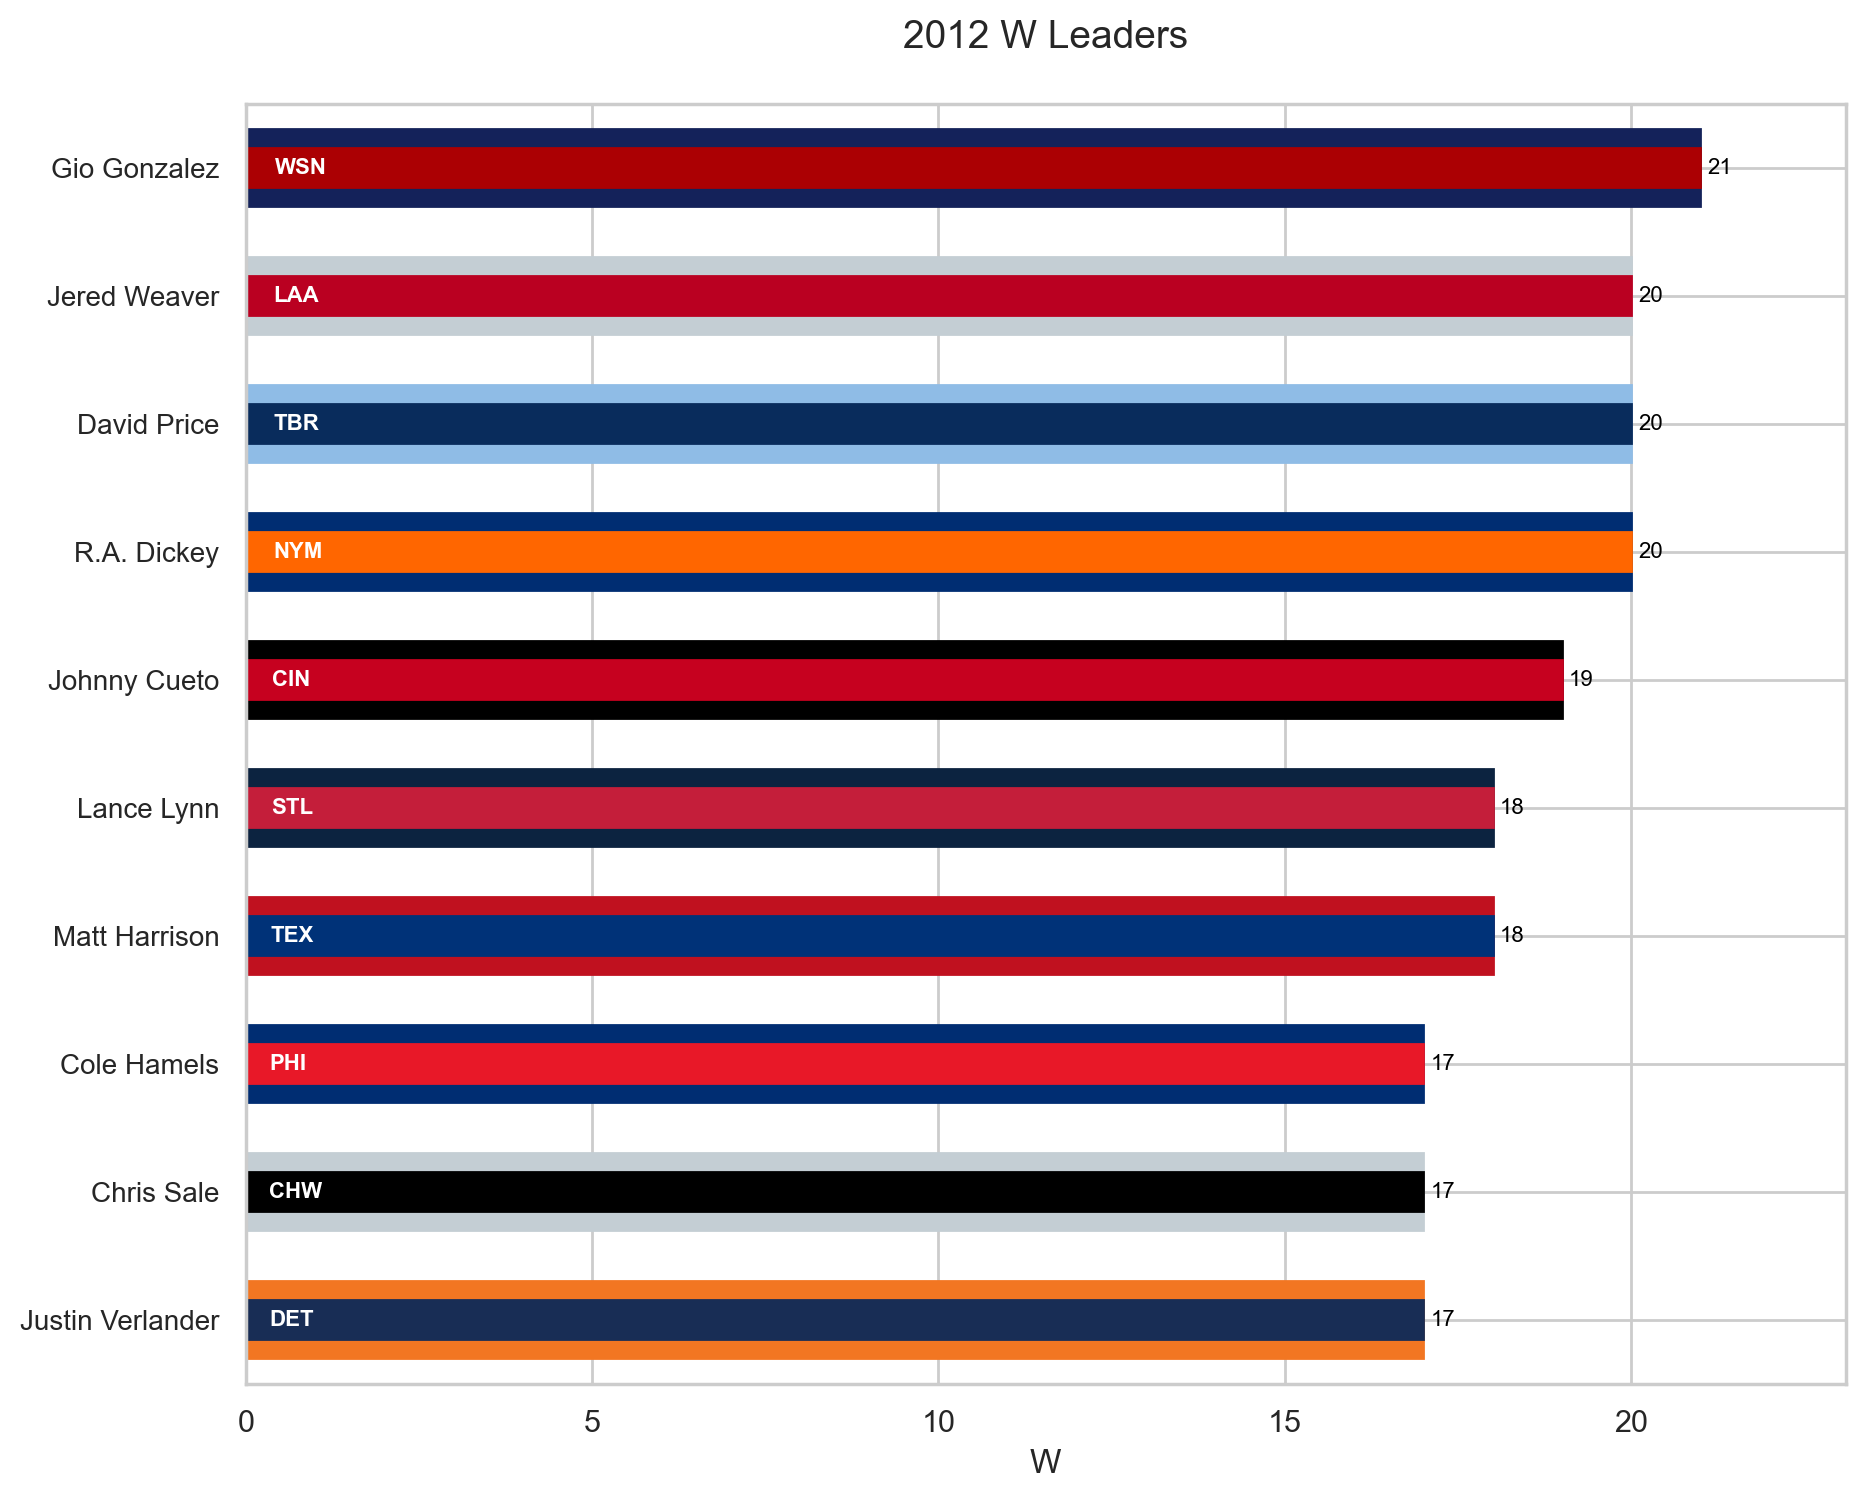 2012 W Leaders
Gio Gonzalez WSN 21
Jered Weaver LAA 20
David Price TBR 20
R.A. Dickey NYM 20
Johnny Cueto CIN 19
Lance Lynn STL 18
Matt Harrison TEX 18
Cole Hamels PHI 17
Chris Sale CHW 17
Justin Verlander DET 17
0 5 10 15 20
W